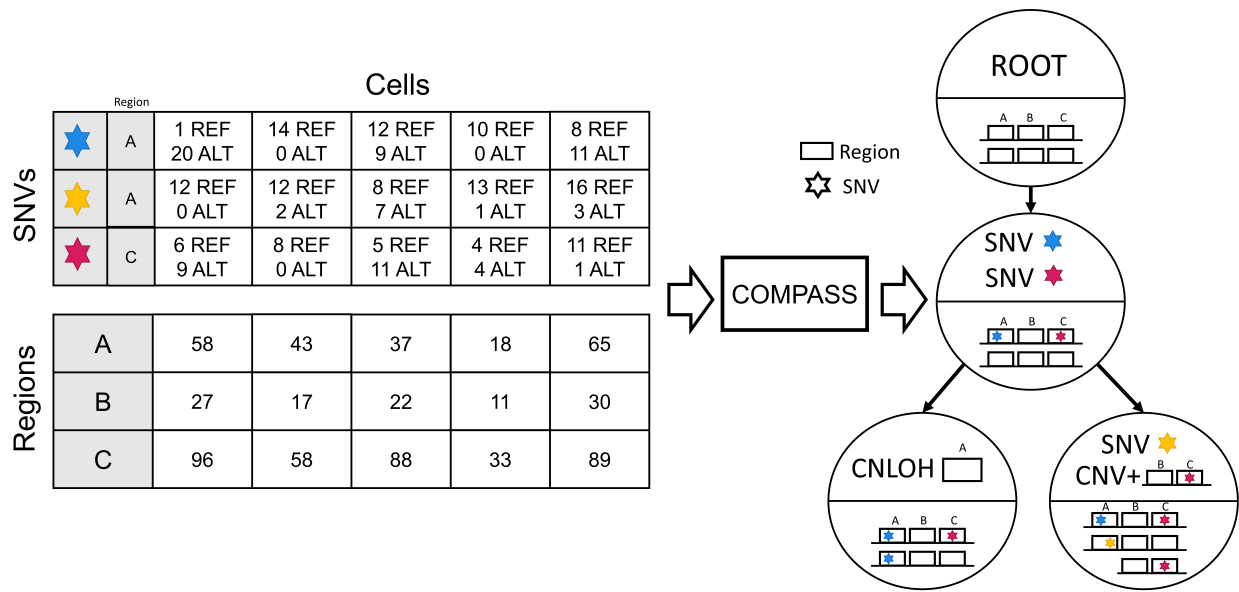 Cells
Region
SNVs
A
1 REF 14 REF 12 REF 10 REF 8 REF
20 ALT 0 ALT 9 ALT 0 ALT 11 ALT
A
12 REF 12 REF 8 REF 13 REF 16 REF
0 ALT 2 ALT 7 ALT 1 ALT 3 ALT
C
6 REF 8 REF 5 REF 4 REF 11 REF
9 ALT 0 ALT 11 ALT 4 ALT 1 ALT
Regions
A 58 43 37 18 65
B 27 17 22 11 30
C 96 58 88 33 89
COMPASS
Region
SNV
ROOT
A B C
SNV
SNV
A B C
A
CNLOH
A B C
SNV
B C
CNV+
A B C